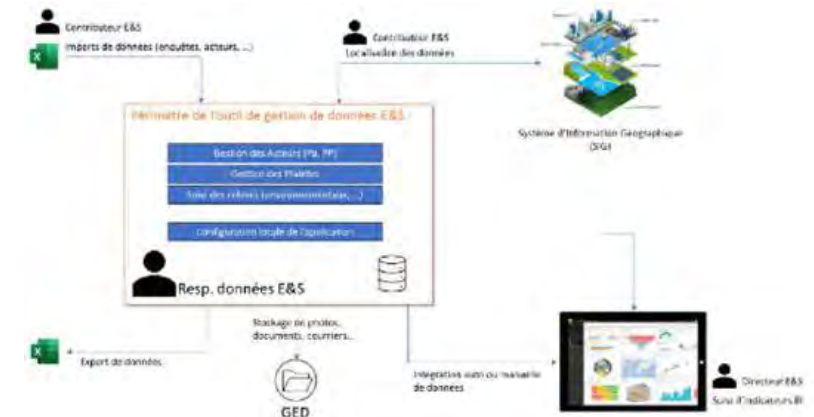 Contributeur E&S
Imports de données (enquêtes, acteurs, ...)
Contributeur E&S
Localisation des données
Système d'Information Géographique
(SIG)
Périmètre de l'outil de gestion de données E&S
Gestion des Acteurs (PU, PP)
Gestion des Plaintes
Suivi des relevés (environnementaux, ...)
Configuration locale de l'application
Resp. données E&S
Export de données
Stockage de photos,
documents, courriers...
GED
Intégration auto ou manuelle
de données
Directeur E&S
Suivi d'indicateurs BI